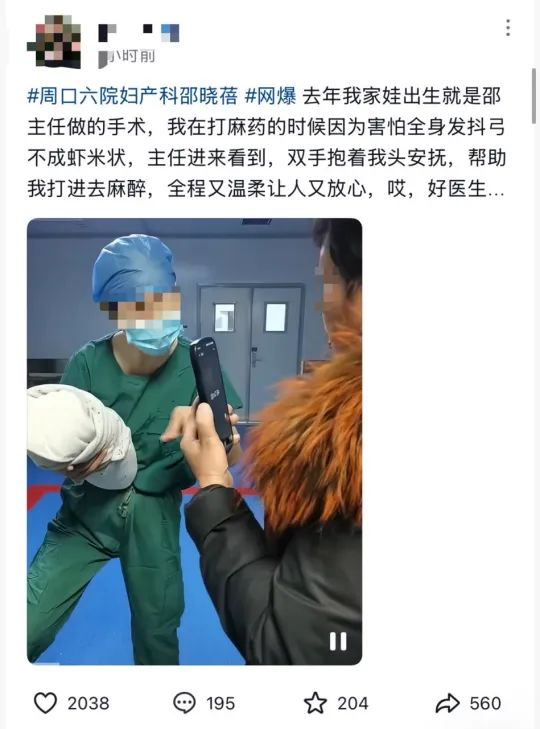 小时前
#周口六院妇产科邵晓蓓 #网爆 去年我家娃出生就是邵
主任做的手术，我在打麻药的时候因为害怕全身发抖弓
不成虾米状，主任进来看到，双手抱着我头安抚，帮助
我打进去麻醉，全程又温柔让人又放心，哎，好医生...
2038
195
204
560